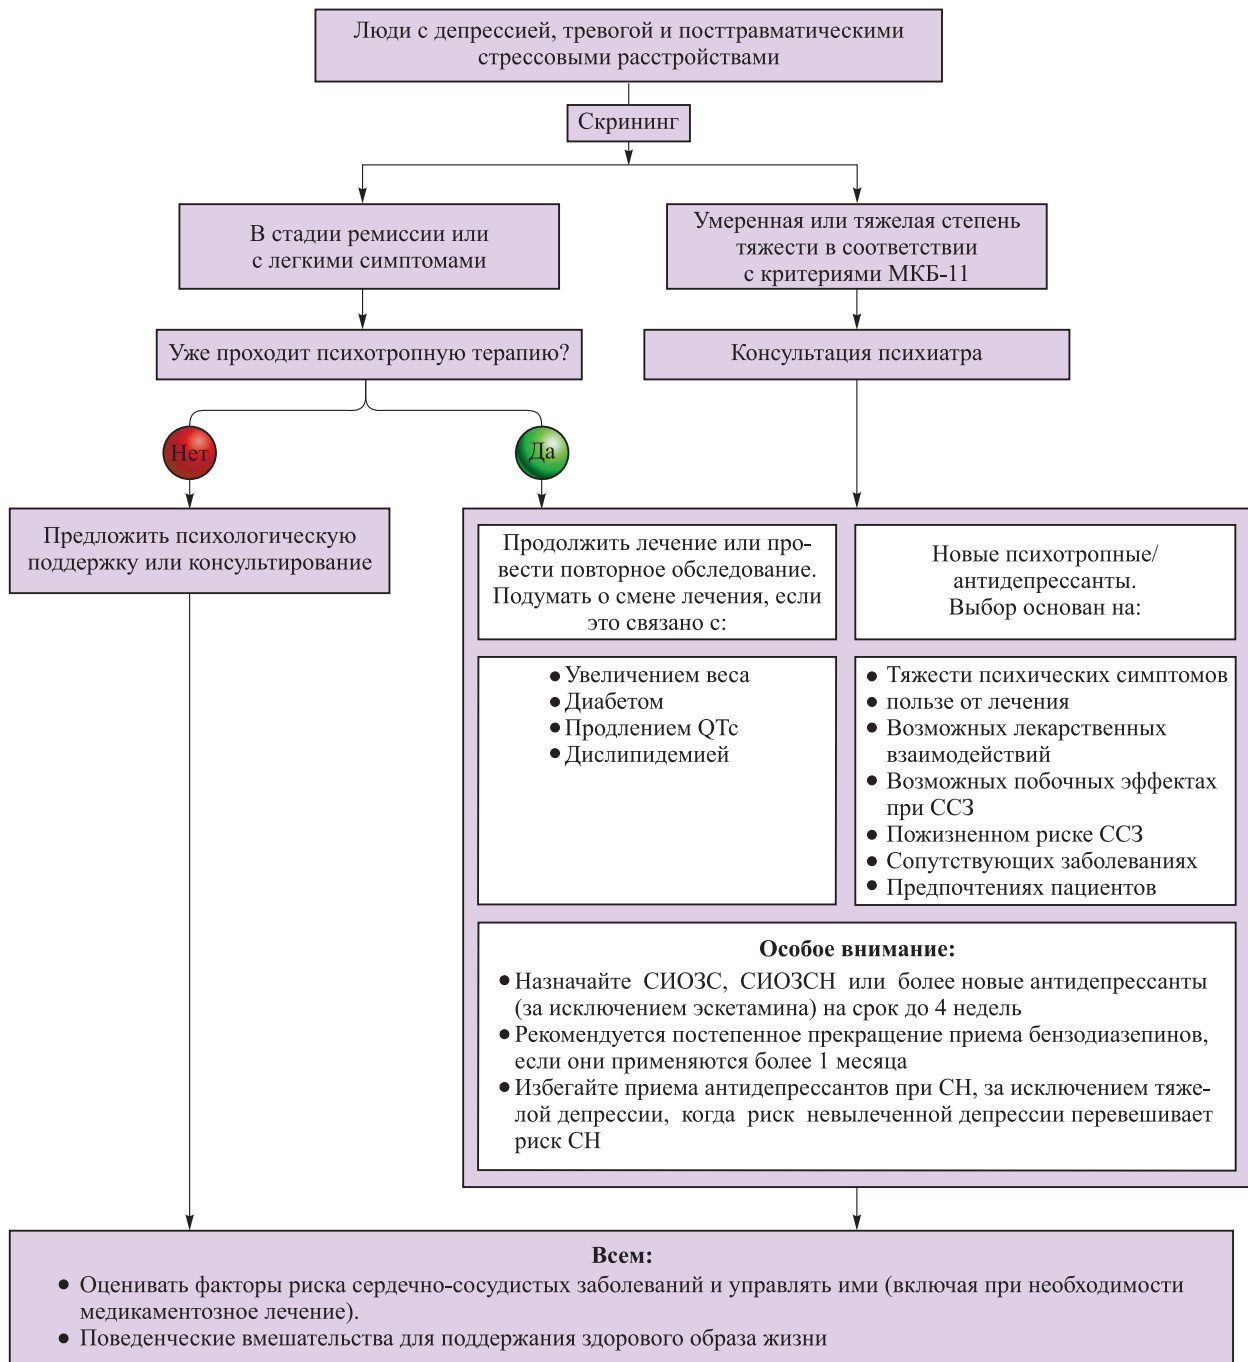 Люди с депрессией, тревогой и посттравматическими
стрессовыми расстройствами
Скрининг
В стадии ремиссии или
с легкими симптомами
Умеренная или тяжелая степень
тяжести в соответствии
с критериями МКБ-11
Уже проходит психотропную терапию?
Консультация психиатра
Нет
Да
Предложить психологическую
поддержку или консультирование
Продолжить лечение или про-
вести повторное обследование.
Подумать о смене лечения, если
это связано с:
Новые психотропные/
антидепрессанты.
Выбор основан на:
● Увеличением веса
● Диабетом
● Продлением QTc
● Дислипидемией
● Тяжести психических симптомов
● пользе от лечения
● Возможных лекарственных
взаимодействий
● Возможных побочных эффектах
при ССЗ
● Пожизненном риске ССЗ
● Сопутствующих заболеваниях
● Предпочтениях пациентов
Особое внимание:
● Назначайте СИОЗС, СИОЗСН или более новые антидепрессанты
(за исключением эскетамина) на срок до 4 недель
● Рекомендуется постепенное прекращение приема бензодиазепинов,
если они применяются более 1 месяца
● Избегайте приема антидепрессантов при СН, за исключением тяже-
лой депрессии, когда риск невылеченной депрессии перевешивает
риск СН
Всем:
● Оценивать факторы риска сердечно-сосудистых заболеваний и управлять ими (включая при необходимости
медикаментозное лечение).
● Поведенческие вмешательства для поддержания здорового образа жизни